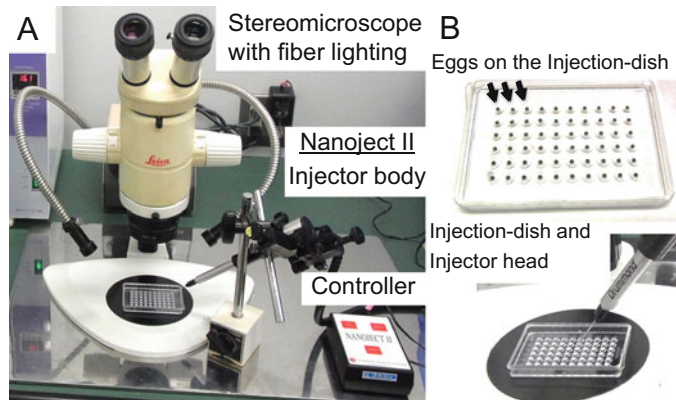 A
Stereomicroscope
with fiber lighting
Nanoject II
Injector body
Controller
Leica
NANOJECT II
B
Eggs on the Injection-dish
Injection-dish and
Injector head
Drummond